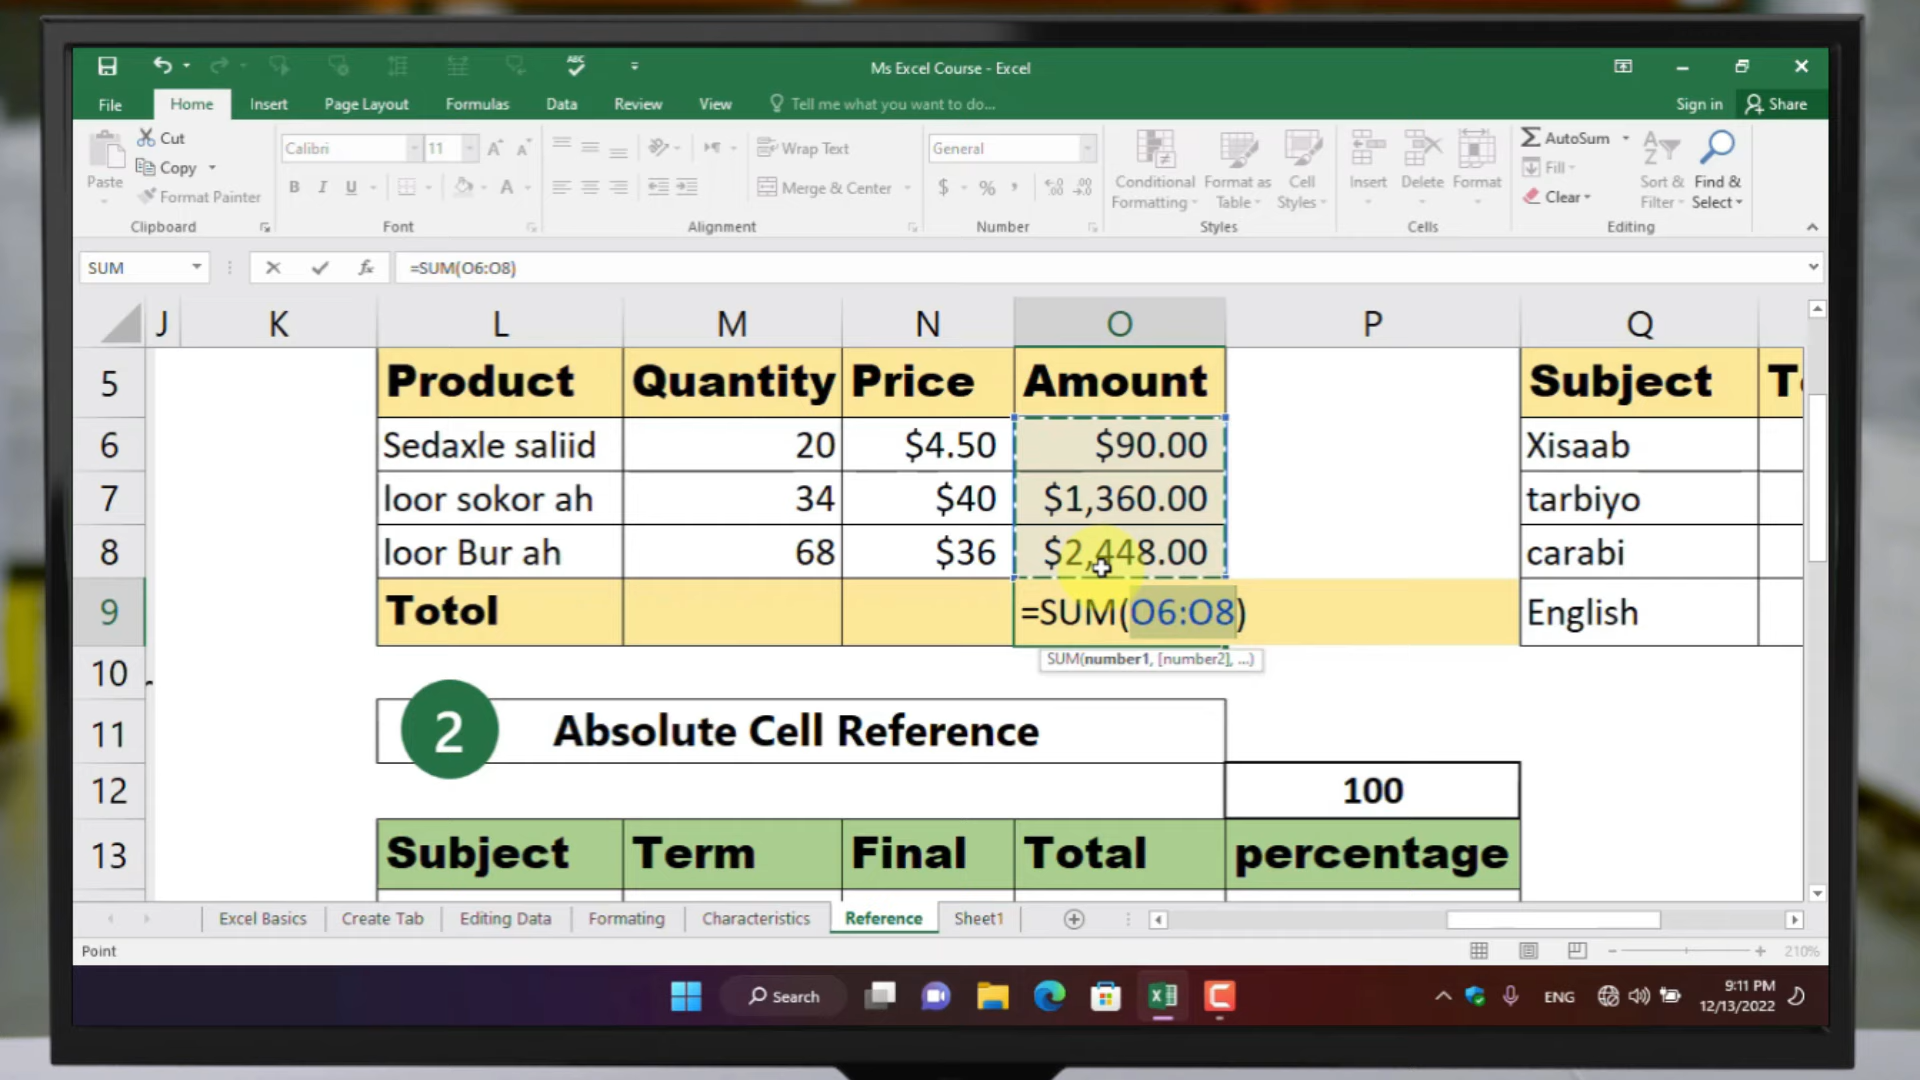 Ms Excel Course - Excel
File Home Insert Page Layout Formulas Data Review View Tell me what you want to do... Sign in Share
Cut
Copy
Format Painter
Paste
Clipboard
Calibri 11
Font
Wrap Text
Merge & Center
Alignment
General
Number
Conditional Formatting
Format as Table
Cell Styles
Styles
Insert Delete Format
Cells
AutoSum
Fill
Clear
Sort & Filter
Find & Select
Editing
SUM =SUM(O6:O8)
J K L M N O P Q
5 Product Quantity Price Amount Subject
6 Sedaxle saliid 20 $4.50 $90.00 Xisaab
7 loor sokor ah 34 $40 $1,360.00 tarbiyo
8 loor Bur ah 68 $36 $2,448.00 carabi
9 Totol =SUM(O6:O8) English
SUM(number1, [number2], ...)
10
11 2 Absolute Cell Reference
12 100
13 Subject Term Final Total percentage
Excel Basics Create Tab Editing Data Formating Characteristics Reference Sheet1
Point 210%
Search ENG 9:11 PM
12/13/2022